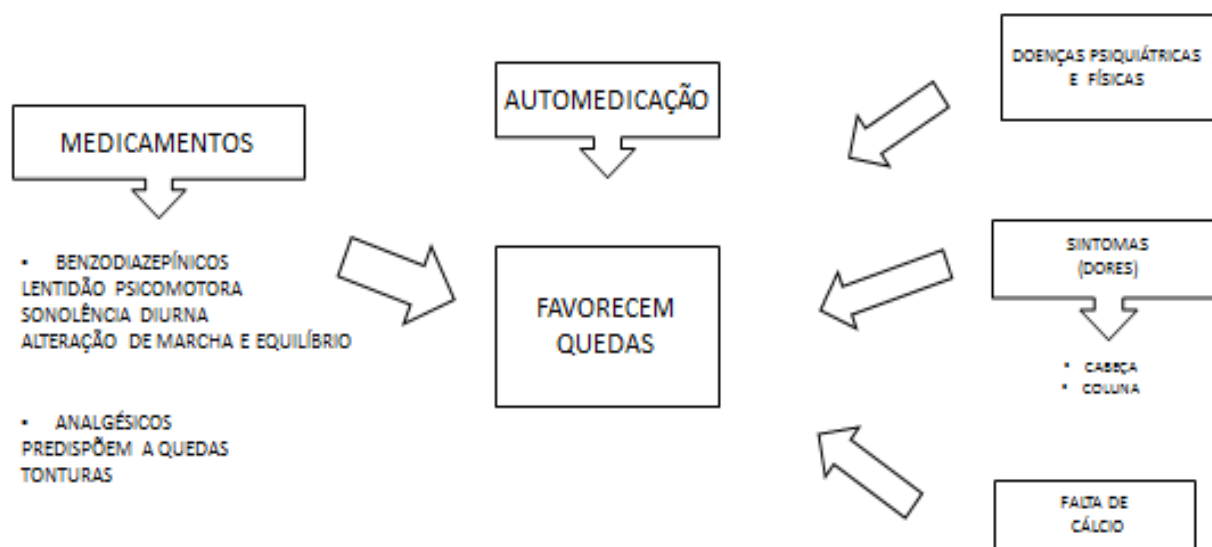 MEDICAMENTOS
▪ BENZODIAZEPÍNICOS
LENTIDÃO PSICOMOTORA
SONOLÊNCIA DIURNA
ALTERAÇÃO DE MARCHA E EQUILÍBRIO
▪ ANALGÉSICOS
PREDISPÕEM A QUEDAS
TONTURAS
AUTOMEDICAÇÃO
FAVORECEM
QUEDAS
DOENÇAS PSIQUIÁTRICAS
E FÍSICAS
SINTOMAS
(DORES)
▪ CABEÇA
▪ COLUNA
FALTA DE
CÁLCIO